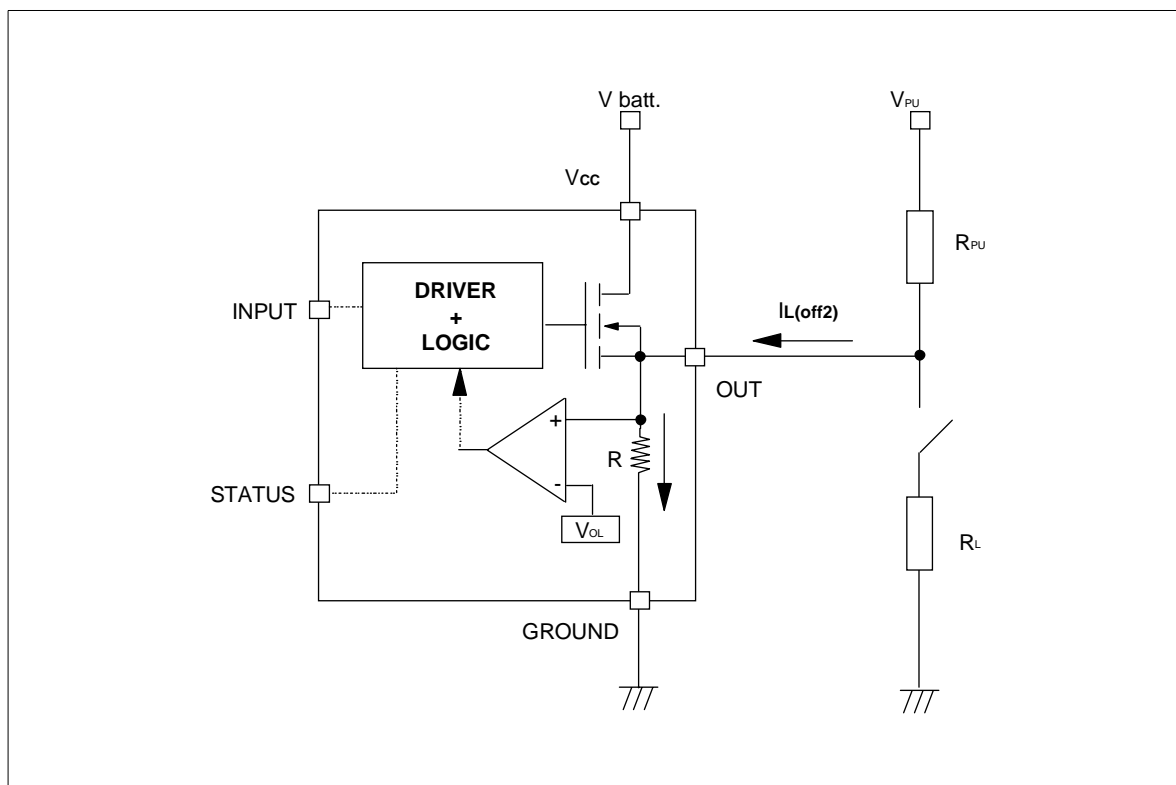 V batt.
VPU
Vcc
RPU
DRIVER
+
LOGIC
INPUT
IL(off2)
OUT
+
R
-
STATUS
VOL
RL
GROUND